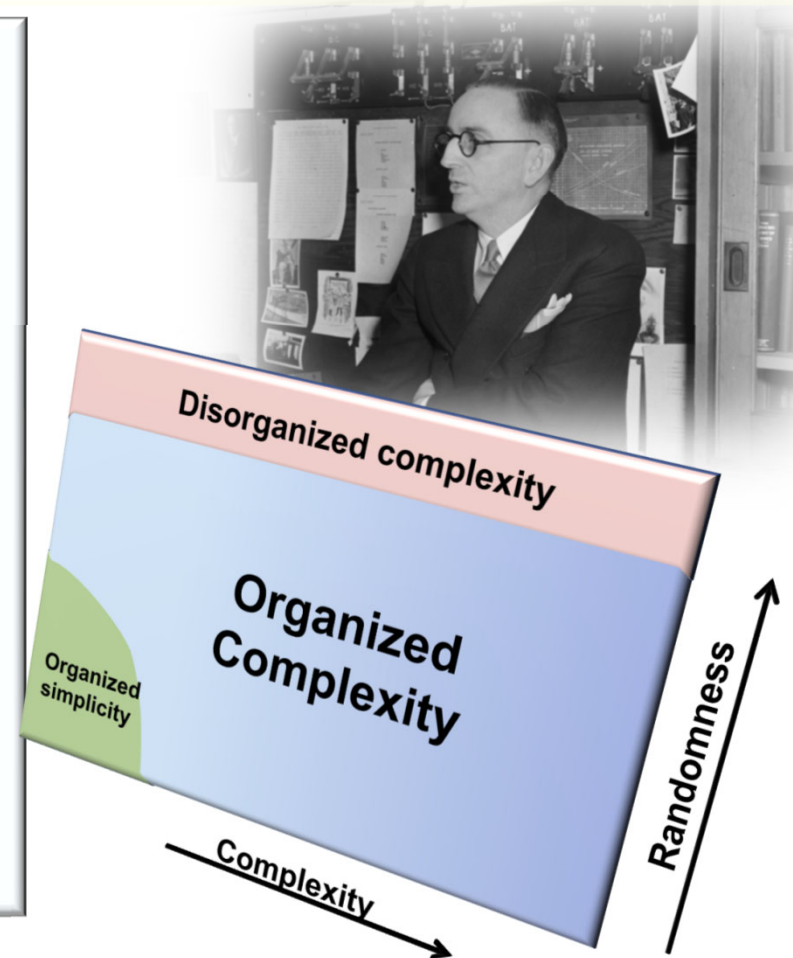 Disorganized complexity
Organized
Complexity
Organized
simplicity
Complexity
Randomness